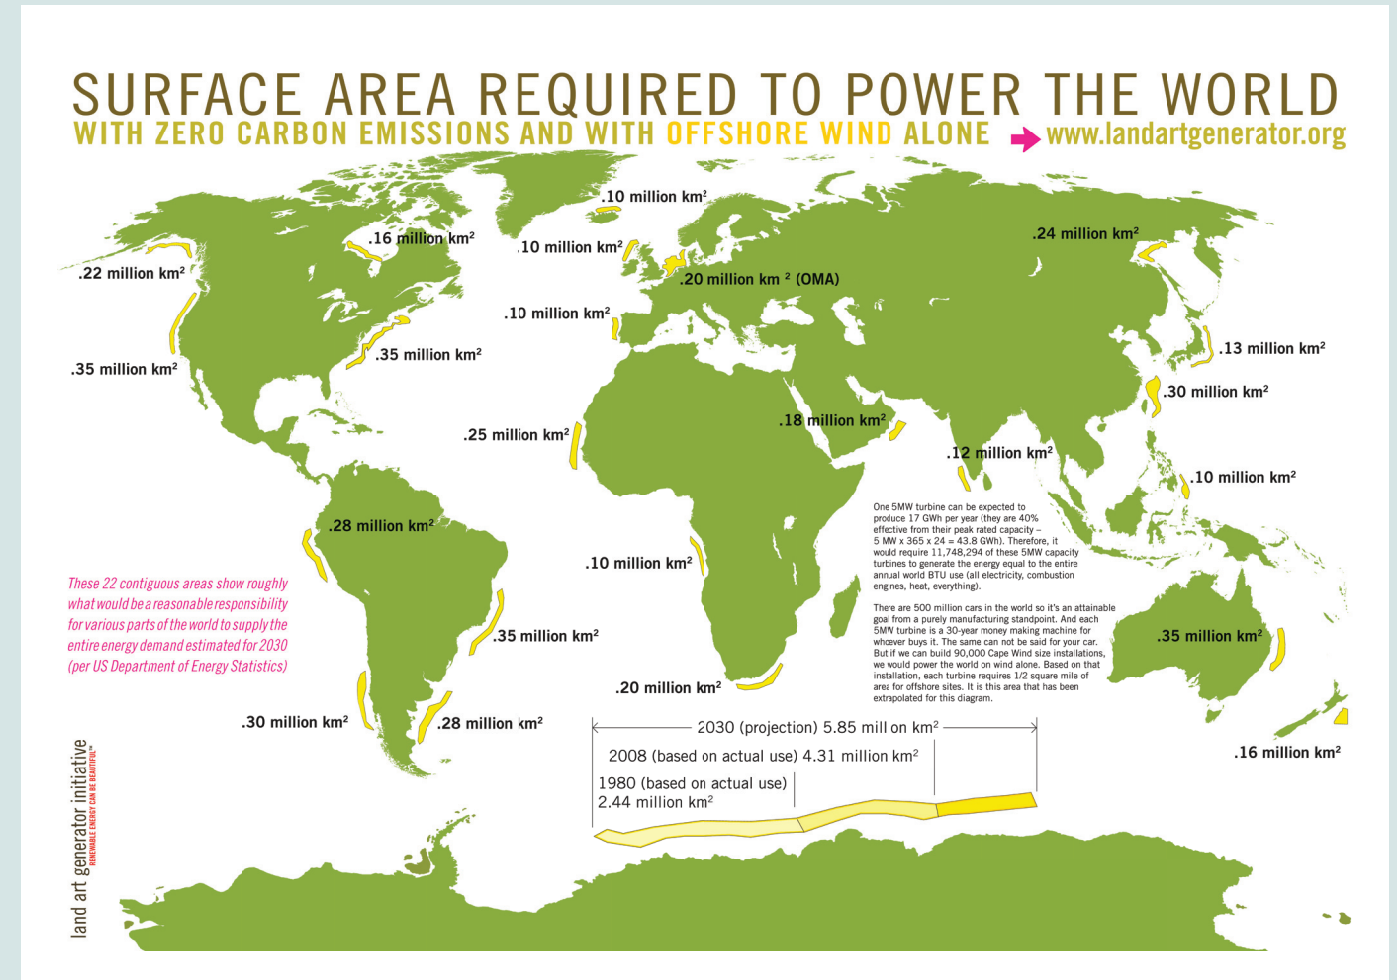 SURFACE AREA REQUIRED TO POWER THE WORLD
WITH ZERO CARBON EMISSIONS AND WITH OFFSHORE WIND ALONE www.landartgenerator.org
.10 million km²
.16 million km²
.10 million km²
.24 million km²
.22 million km²
.20 million km ² (OMA)
.10 million km²
.35 million km²
.35 million km²
.13 million km²
.30 million km²
.25 million km²
.18 million km²
.12 million km²
.10 million km²
.28 million km²
.10 million km²
One 5MW turbine can be expected to
produce 17 GWh per year (they are 40%
effective from their peak rated capacity –
5 MW x 365 x 24 = 43.8 GWh). Therefore, it
would require 11,748,294 of these 5MW capacity
turbines to generate the energy equal to the entire
annual world BTU use (all electricity, combustion
engnes, heat, everything).
There are 500 million cars in the world so it's an attainable
goal from a purely manufacturing standpoint. And each
5MW turbine is a 30-year money making machine for
whoever buys it. The same can not be said for your car.
But if we can build 90,000 Cape Wind size installations,
we would power the world on wind alone. Based on that
installation, each turbine requires 1/2 square mile of
area for offshore sites. It is this area that has been
extrapolated for this diagram.
These 22 contiguous areas show roughly
what would be a reasonable responsibility
for various parts of the world to supply the
entire energy demand estimated for 2030
(per US Department of Energy Statistics)
.35 million km²
.35 million km²
.20 million km²
.30 million km²
.28 million km²
.16 million km²
2030 (projection) 5.85 million km²
2008 (based on actual use) 4.31 million km²
1980 (based on actual use)
2.44 million km²
land art generator initiative
RENEWABLE ENERGY CAN BE BEAUTIFUL™